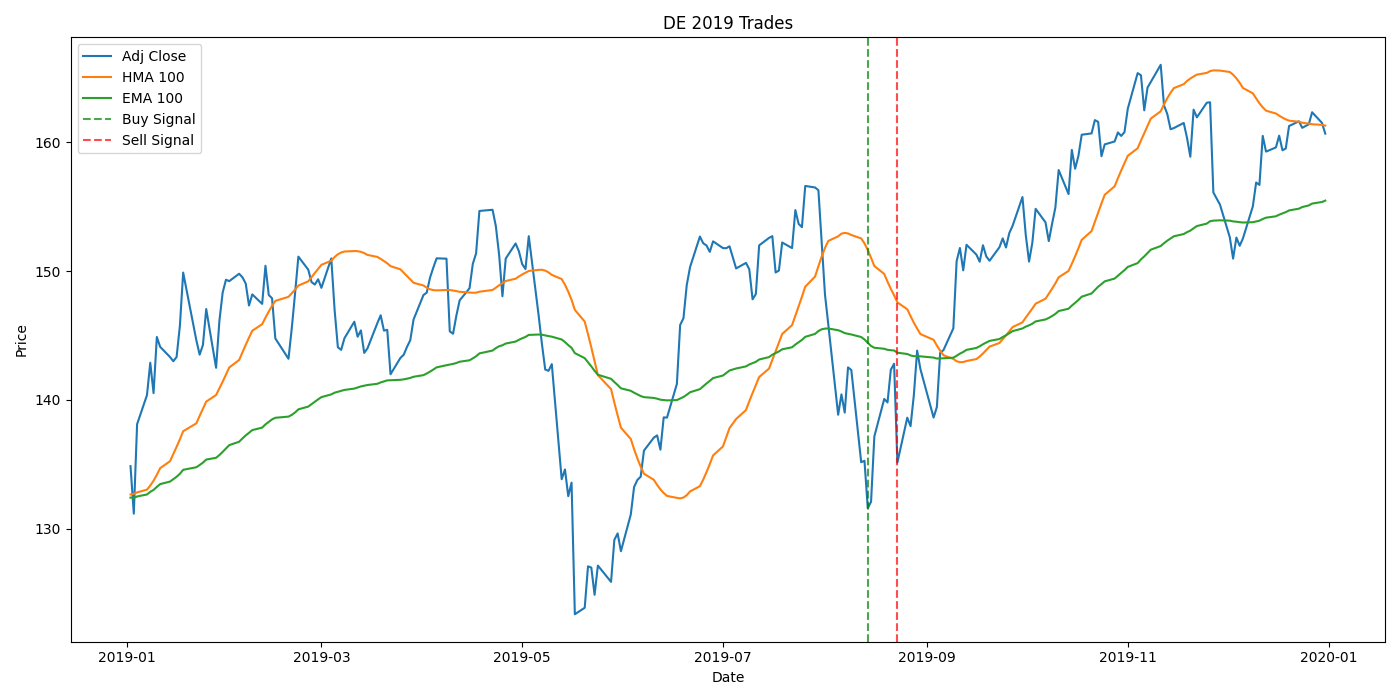 DE 2019 Trades
Adj Close
HMA 100
EMA 100
Buy Signal
Sell Signal
160
150
140
130
Price
2019-01 2019-03 2019-05 2019-07 2019-09 2019-11 2020-01
Date